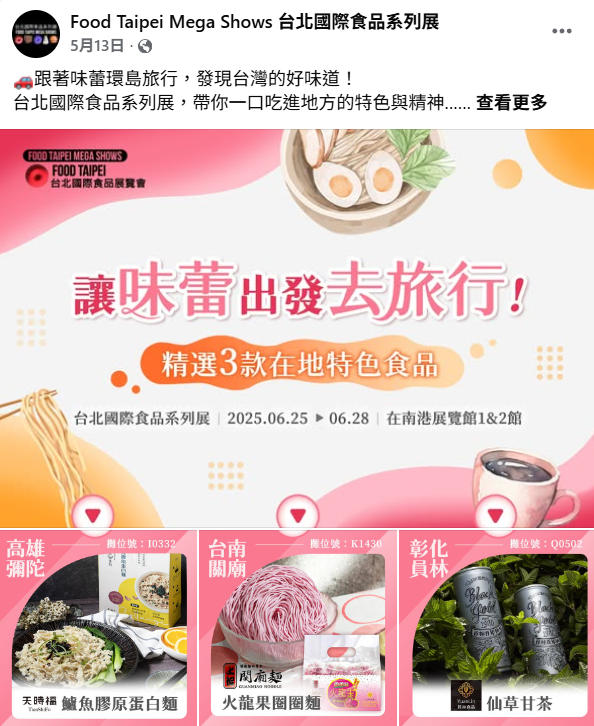 Food Taipei Mega Shows 台北國際食品系列展
5月13日
🚗跟著味蕾環島旅行，發現台灣的好味道！
台北國際食品系列展，帶你一口吃進地方的特色與精神...... 查看更多
FOOD TAIPEI MEGA SHOWS
FOOD TAIPEI
台北國際食品展覽會
讓味蕾出發去旅行！
精選3款在地特色食品
台北國際食品系列展 | 2025.06.25 ▶ 06.28 | 在南港展覽館1&2館
高雄
彌陀
攤位號：I0332
天時福
TianShiFu
鱸魚膠原蛋白麵
台南
關廟
攤位號：K1430
關廟麵
GUANMIAO NOODLE
火龍果圈圈麵
彰化
員林
攤位號：Q0502
Black
Gold
仙草甘茶